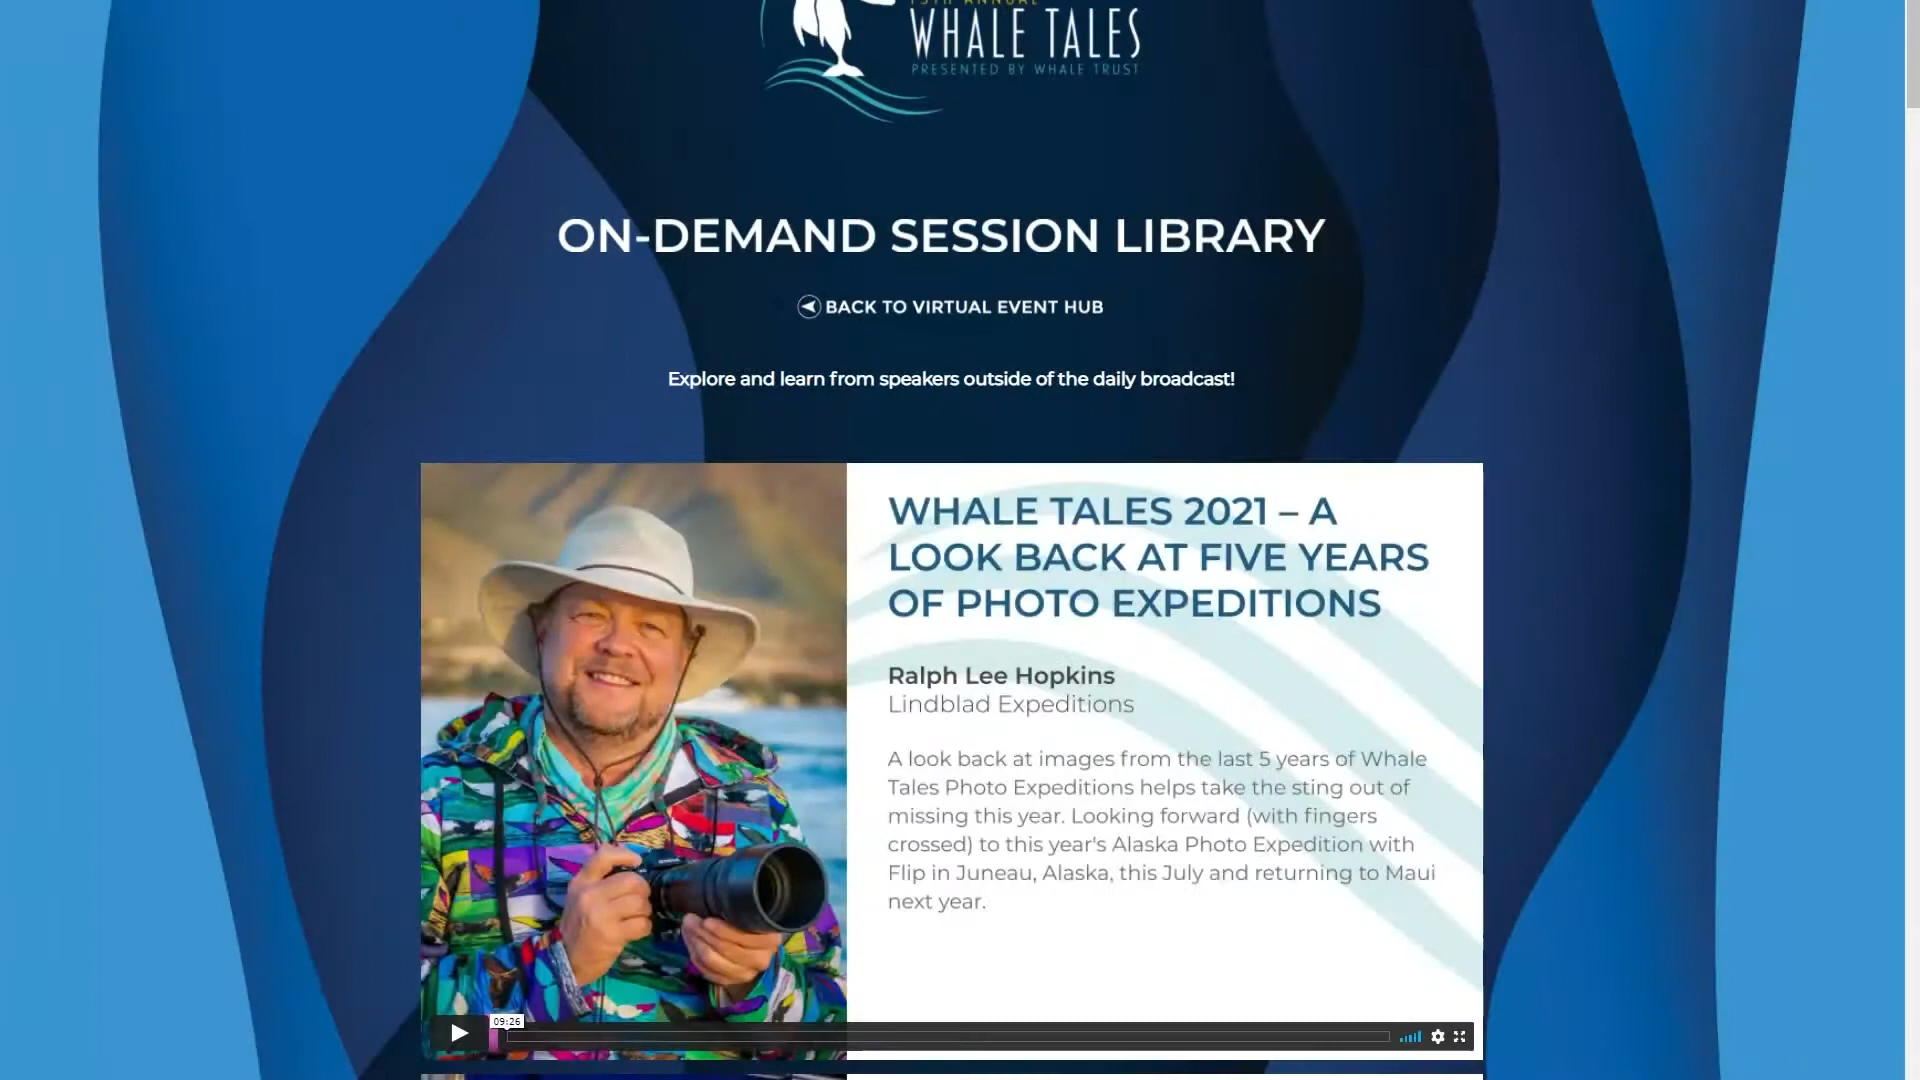 WHALE TALES
PRESENTED BY WHALE TRUST
ON-DEMAND SESSION LIBRARY
BACK TO VIRTUAL EVENT HUB
Explore and learn from speakers outside of the daily broadcast!
WHALE TALES 2021 – A
LOOK BACK AT FIVE YEARS
OF PHOTO EXPEDITIONS
Ralph Lee Hopkins
Lindblad Expeditions
A look back at images from the last 5 years of Whale
Tales Photo Expeditions helps take the sting out of
missing this year. Looking forward (with fingers
crossed) to this year's Alaska Photo Expedition with
Flip in Juneau, Alaska, this July and returning to Maui
next year.
09:26